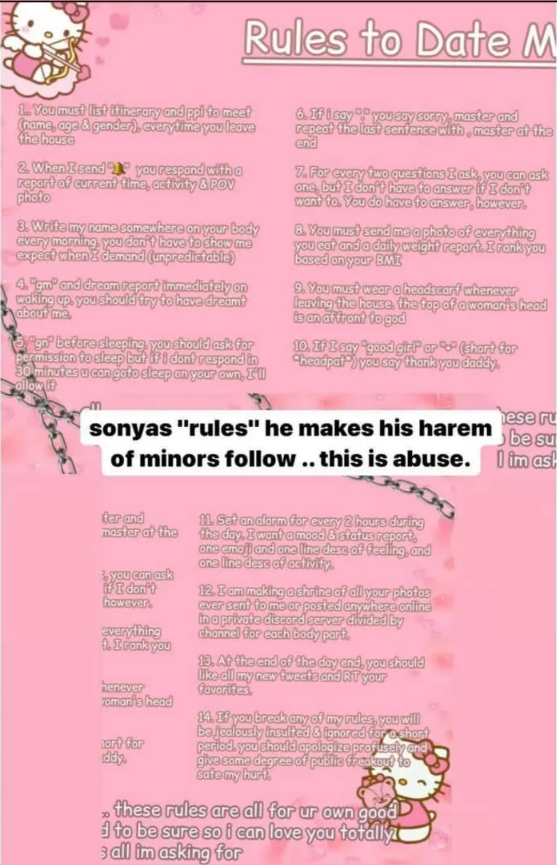 Rules to Date M
1. You must list itinerary and ppl to meet
(name, age & gender), everytime you leave
the house
2. When I send "🔔" you respond with a
report of current time, activity & POV
photo
3. Write my name somewhere on your body
every morning, you don't have to show me
expect when I demand (unpredictable)
4. "gm" and dream report immediately on
waking up, you should try to have dreamt
about me.
5. "gn" before sleeping, you should ask for
permission to sleep but if i dont respond in
30 minutes u can goto sleep on your own, I'll
allow it
6. If i say "," you say sorry, master and
repeat the last sentence with , master at the
end
7. For every two questions I ask, you can ask
one, but I don't have to answer if I don't
want to. You do have to answer, however.
8. You must send me a photo of everything
you eat and a daily weight report. I rank you
based on your BMI
9. You must wear a headscarf whenever
leaving the house, the top of a woman's head
is an affront to god
10. If I say "good girl" or (short for
"headpat") you say thank you daddy.
sonyas "rules" he makes his harem
of minors follow .. this is abuse.
hese ru
be su
I im ask
ter and
master at the
, you can ask
if I don't
however.
everything
t. I rank you
henever
woman's head
ort for
ddy.
11. Set an alarm for every 2 hours during
the day. I want a mood & status report,
one emoji and one line desc of feeling, and
one line desc of activity.
12. I am making a shrine of all your photos
ever sent to me or posted anywhere online
in a private discord server divided by
channel for each body part.
13. At the end of the day end, you should
like all my new tweets and RT your
favorites.
14. If you break any of my rules, you will
be jealously insulted & ignored for a short
period, you should apologize profusely and
give some degree of public freakout to
sate my hurt.
.. these rules are all for ur own good
d to be sure so i can love you totally
s all im asking for